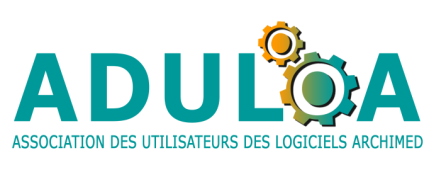 ADULOA
ASSOCIATION DES UTILISATEURS DES LOGICIELS ARCHIMED